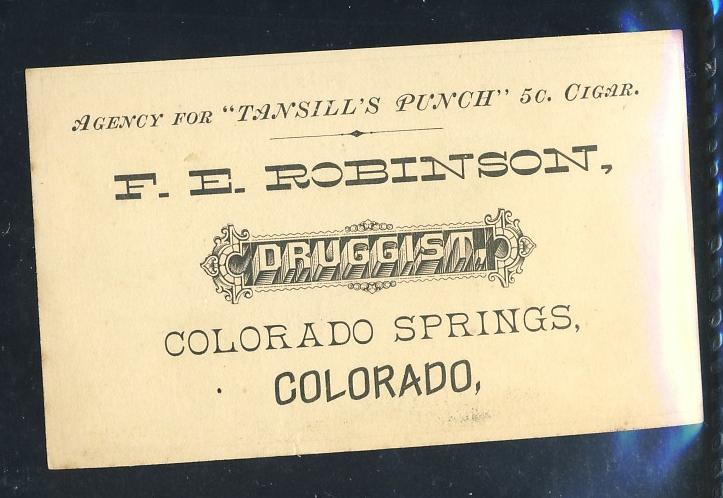 AGENCY FOR "TANSILL'S PUNCH" 5C. CIGAR.
F. E. ROBINSON,
DRUGGIST,
COLORADO SPRINGS,
COLORADO,